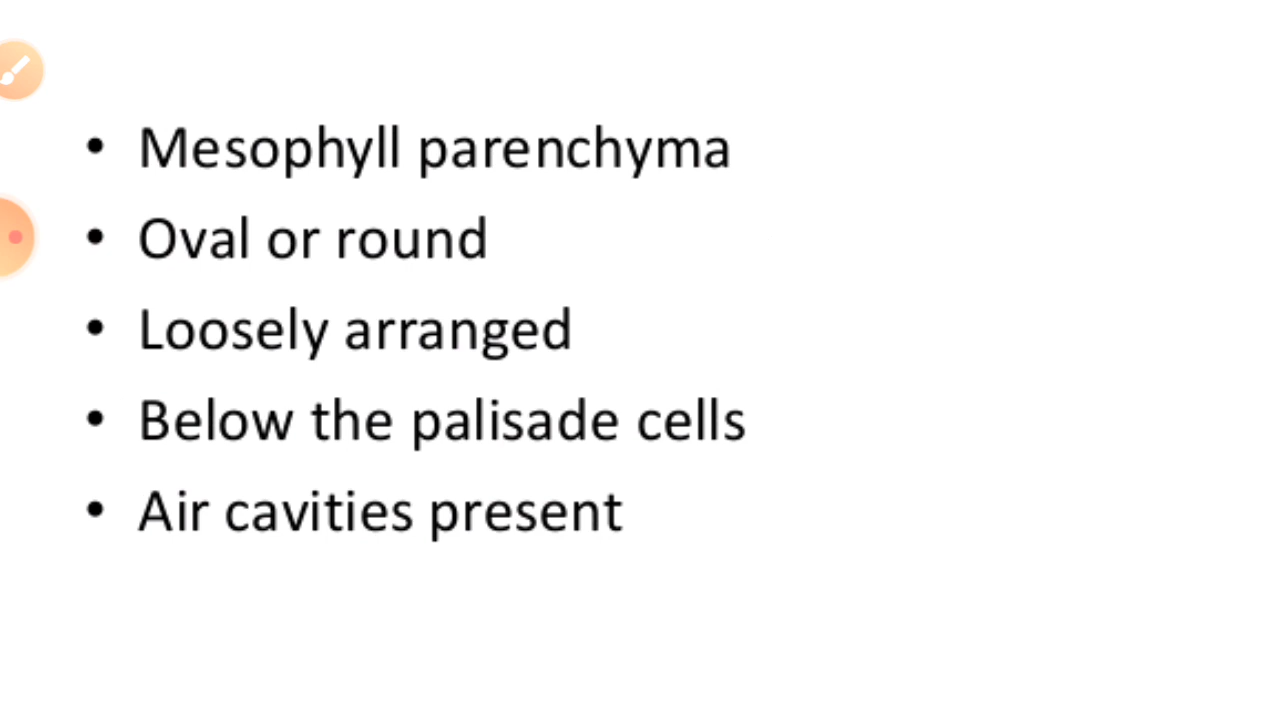 • Mesophyll parenchyma
• Oval or round
• Loosely arranged
• Below the palisade cells
• Air cavities present